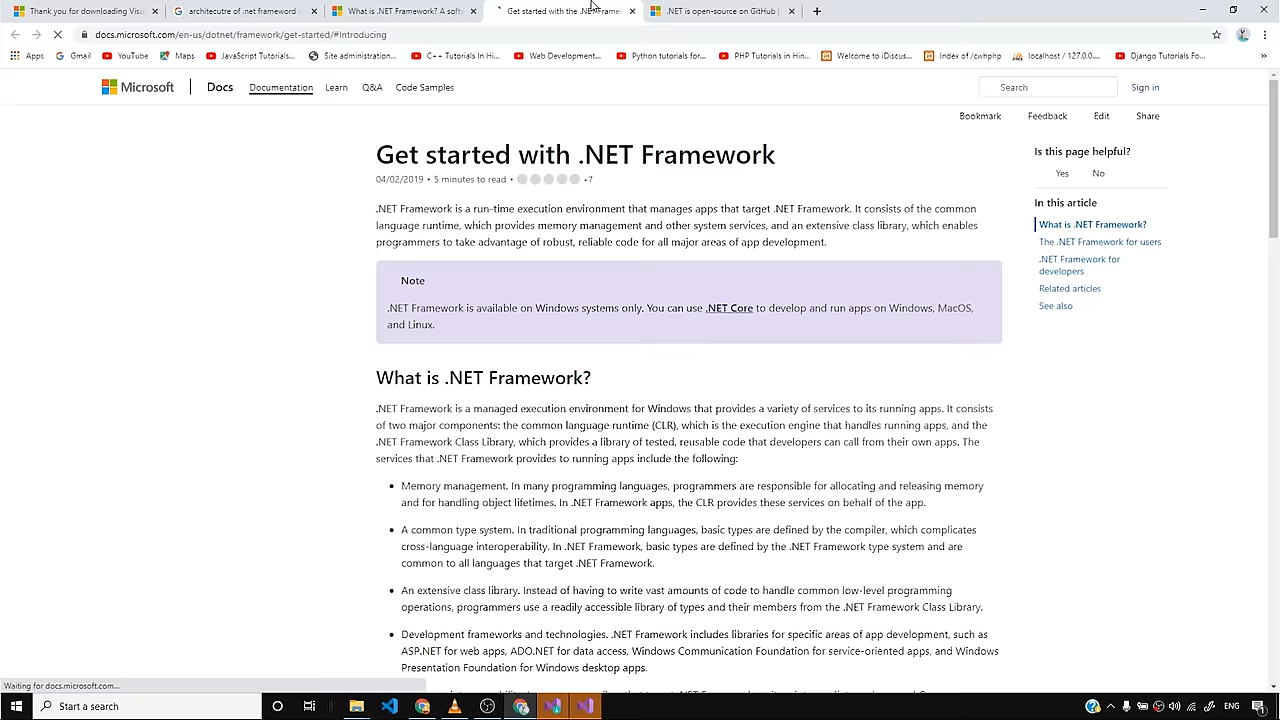 Thank you for downloading Visu
architecutre of .net framework -
What is .NET Framework? A soft
Get started with the .NET Frame
.NET is open-source on GitHub |
docs.microsoft.com/en-us/dotnet/framework/get-started/#Introducing
Apps
Gmail
YouTube
Maps
JavaScript Tutorials...
Site administration...
C++ Tutorials In Hi...
Web Development...
Python tutorials for...
PHP Tutorials in Hin...
Welcome to iDiscus...
Index of /cwhphp
localhost / 127.0.0....
Django Tutorials Fo...
»
Microsoft
Docs
Documentation
Learn
Q&A
Code Samples
Search
Sign in
Bookmark
Feedback
Edit
Share
Get started with .NET Framework
04/02/2019 • 5 minutes to read • +7
.NET Framework is a run-time execution environment that manages apps that target .NET Framework. It consists of the common
language runtime, which provides memory management and other system services, and an extensive class library, which enables
programmers to take advantage of robust, reliable code for all major areas of app development.
Note
.NET Framework is available on Windows systems only. You can use .NET Core to develop and run apps on Windows, MacOS,
and Linux.
What is .NET Framework?
.NET Framework is a managed execution environment for Windows that provides a variety of services to its running apps. It consists
of two major components: the common language runtime (CLR), which is the execution engine that handles running apps, and the
.NET Framework Class Library, which provides a library of tested, reusable code that developers can call from their own apps. The
services that .NET Framework provides to running apps include the following:
• Memory management. In many programming languages, programmers are responsible for allocating and releasing memory
and for handling object lifetimes. In .NET Framework apps, the CLR provides these services on behalf of the app.
• A common type system. In traditional programming languages, basic types are defined by the compiler, which complicates
cross-language interoperability. In .NET Framework, basic types are defined by the .NET Framework type system and are
common to all languages that target .NET Framework.
• An extensive class library. Instead of having to write vast amounts of code to handle common low-level programming
operations, programmers use a readily accessible library of types and their members from the .NET Framework Class Library.
• Development frameworks and technologies. .NET Framework includes libraries for specific areas of app development, such as
ASP.NET for web apps, ADO.NET for data access, Windows Communication Foundation for service-oriented apps, and Windows
Presentation Foundation for Windows desktop apps.
Is this page helpful?
Yes
No
In this article
What is .NET Framework?
The .NET Framework for users
.NET Framework for
developers
Related articles
See also
Waiting for docs.microsoft.com...
Start a search
ENG